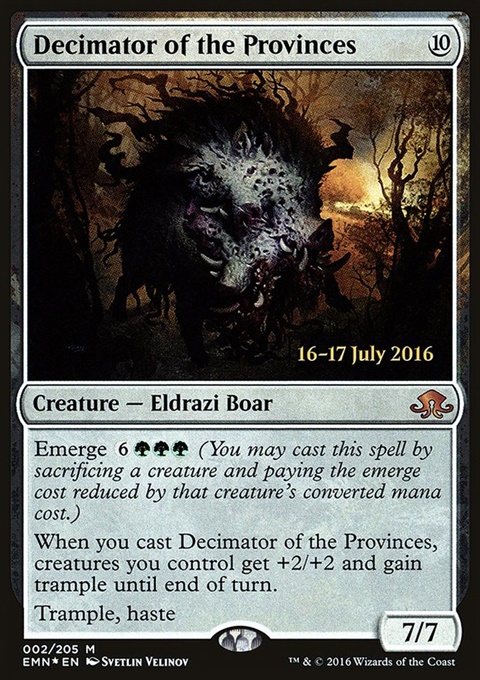 Decimator of the Provinces 10
16-17 July 2016
Creature — Eldrazi Boar
Emerge 6 (You may cast this spell by
sacrificing a creature and paying the emerge
cost reduced by that creature's converted mana
cost.)
When you cast Decimator of the Provinces,
creatures you control get +2/+2 and gain
trample until end of turn.
Trample, haste
7/7
002/205 M
EMN★EN Svetlin Velinov
™ & © 2016 Wizards of the Coast